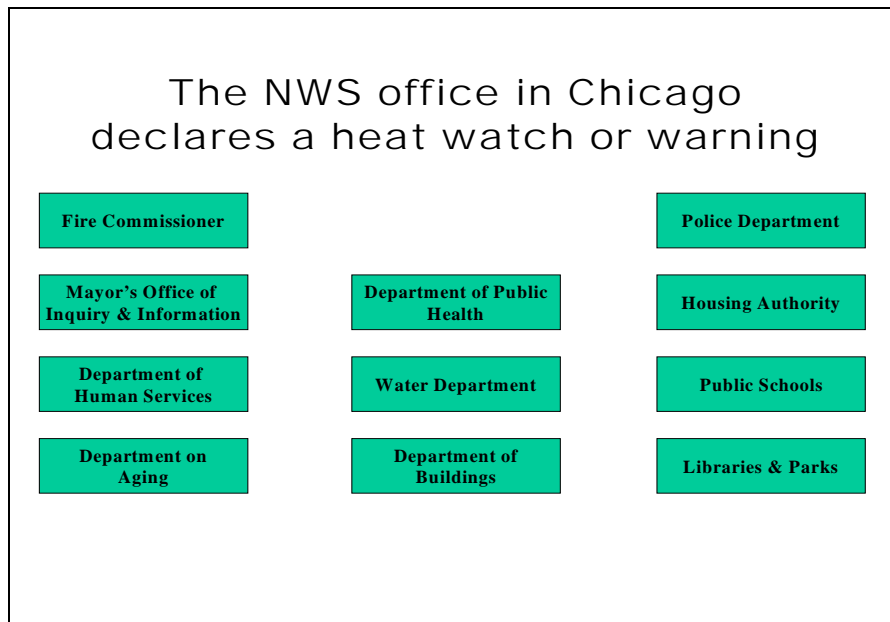 The NWS office in Chicago
declares a heat watch or warning
Fire Commissioner
Police Department
Mayor's Office of
Inquiry & Information
Department of Public
Health
Housing Authority
Department of
Human Services
Water Department
Public Schools
Department on
Aging
Department of
Buildings
Libraries & Parks